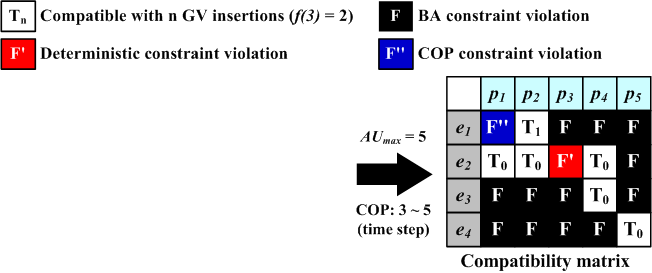 Tn Compatible with n GV insertions (f(3) = 2) F BA constraint violation
F' Deterministic constraint violation F'' COP constraint violation
p1 p2 p3 p4 p5
e1 F'' T1 F F F
AUmax = 5
e2 T0 T0 F' T0 F
e3 F F F T0 F
COP: 3 ~ 5
(time step)
e4 F F F F T0
Compatibility matrix